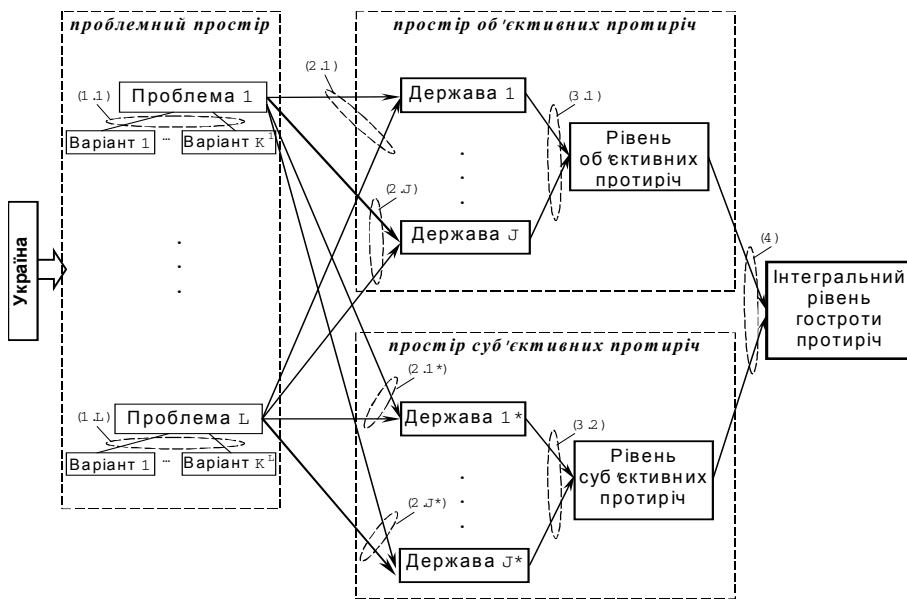 проблемний простір
простір об'єктивних протиріч
(1.1)
(2.1)
Проблема 1
Держава 1
(3.1)
Варіант 1 ... Варіант K¹
Рівень
об'єктивних
протиріч
(2.J)
Держава J
Україна
(4)
Інтегральний
рівень
гостроти
протиріч
простір суб'єктивних протиріч
(2.1*)
(1.L)
Проблема L
Держава 1*
(3.2)
Варіант 1 ... Варіант Kᴸ
Рівень
суб'єктивних
протиріч
(2.J*)
Держава J*